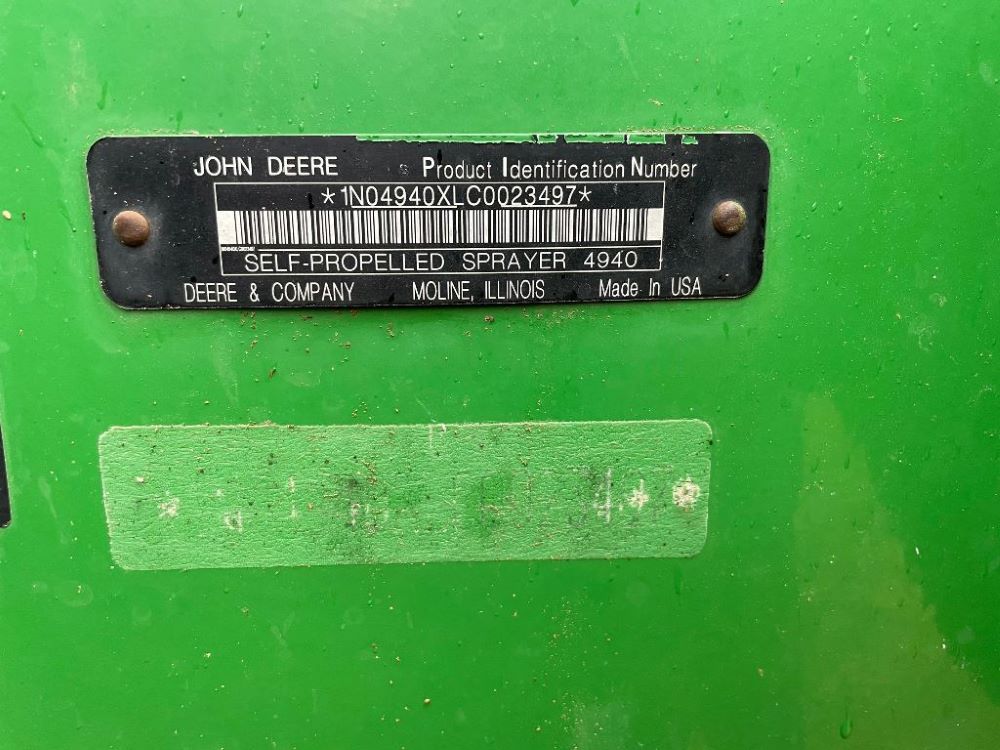 JOHN DEERE Product Identification Number
*1N04940XLC0023497*
SELF-PROPELLED SPRAYER 4940
DEERE & COMPANY MOLINE, ILLINOIS Made In USA